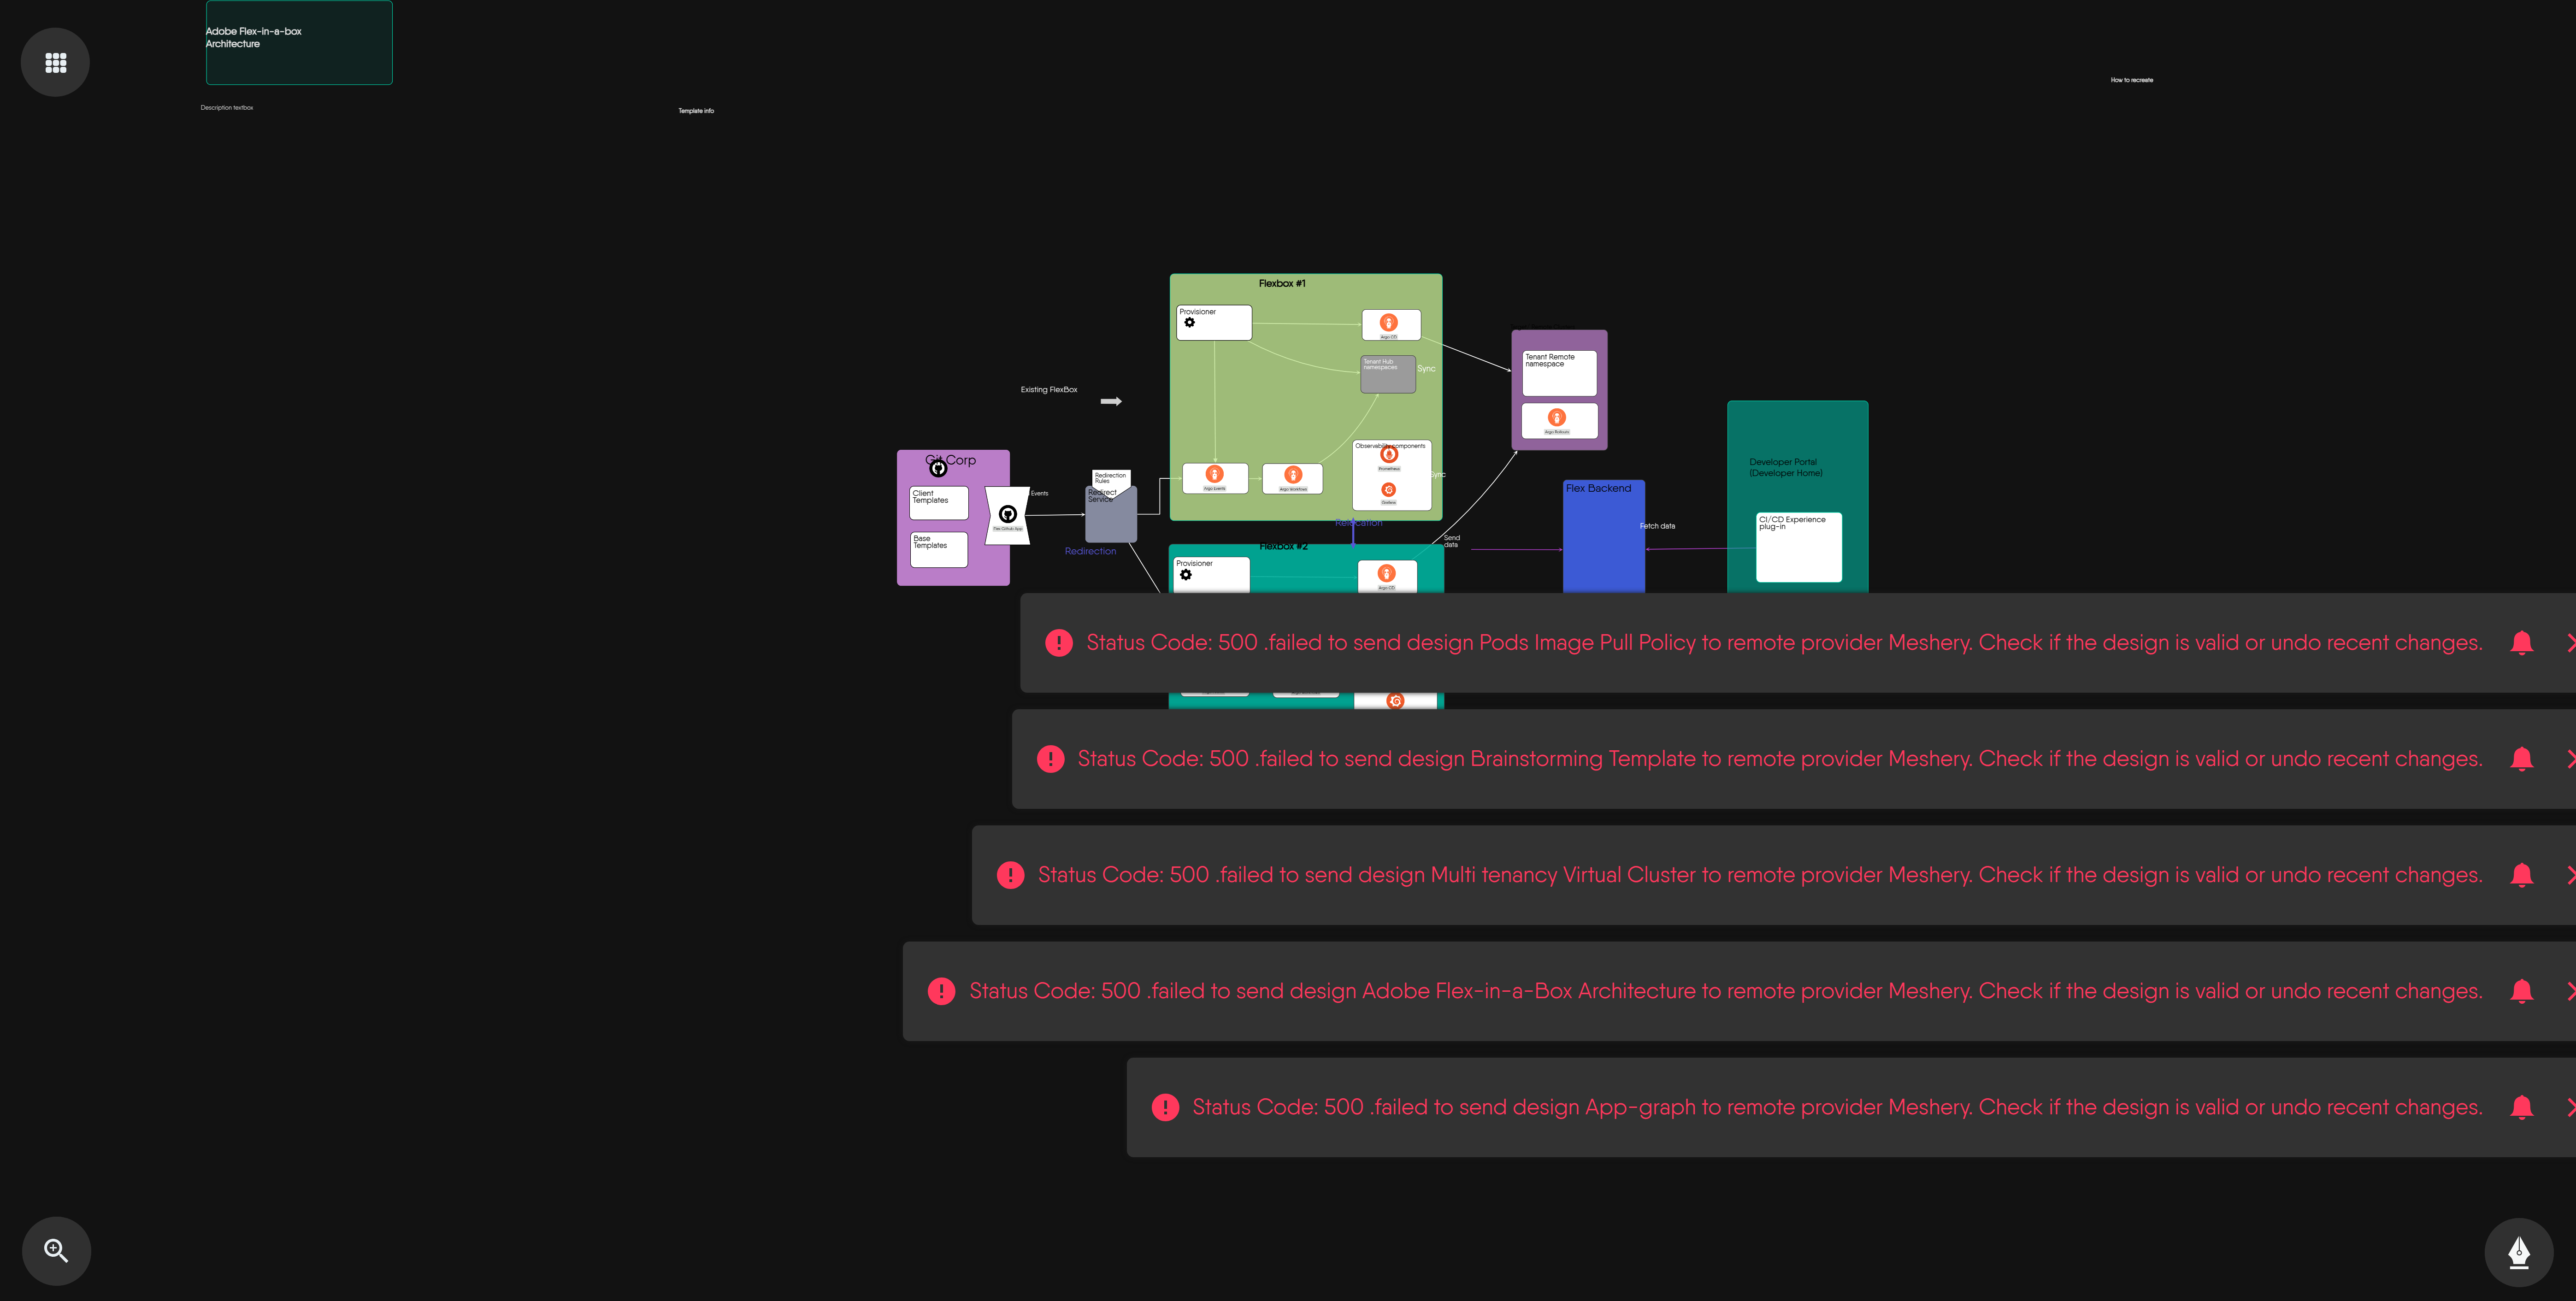 Adobe Flex-in-a-box
Architecture
How to recreate
Description textbox
Template info
Flexbox #1
Provisioner
Argo CD
Tenant Hub
namespaces
Sync
Tenant Remote
namespace
Existing FlexBox
Argo Rollouts
Observability components
Prometheus
Grafana
Sync
Git Corp
Client
Templates
Base
Templates
Events
Flex Github App
Redirection
Rules
Redirect
Service
Argo Events
Argo Workflows
Developer Portal
(Developer Home)
Flex Backend
CI/CD Experience
plug-in
Relocation
Fetch data
Send
data
Redirection
Flexbox #2
Provisioner
Argo CD
Status Code: 500 .failed to send design Pods Image Pull Policy to remote provider Meshery. Check if the design is valid or undo recent changes.
Status Code: 500 .failed to send design Brainstorming Template to remote provider Meshery. Check if the design is valid or undo recent changes.
Status Code: 500 .failed to send design Multi tenancy Virtual Cluster to remote provider Meshery. Check if the design is valid or undo recent changes.
Status Code: 500 .failed to send design Adobe Flex-in-a-Box Architecture to remote provider Meshery. Check if the design is valid or undo recent changes.
Status Code: 500 .failed to send design App-graph to remote provider Meshery. Check if the design is valid or undo recent changes.